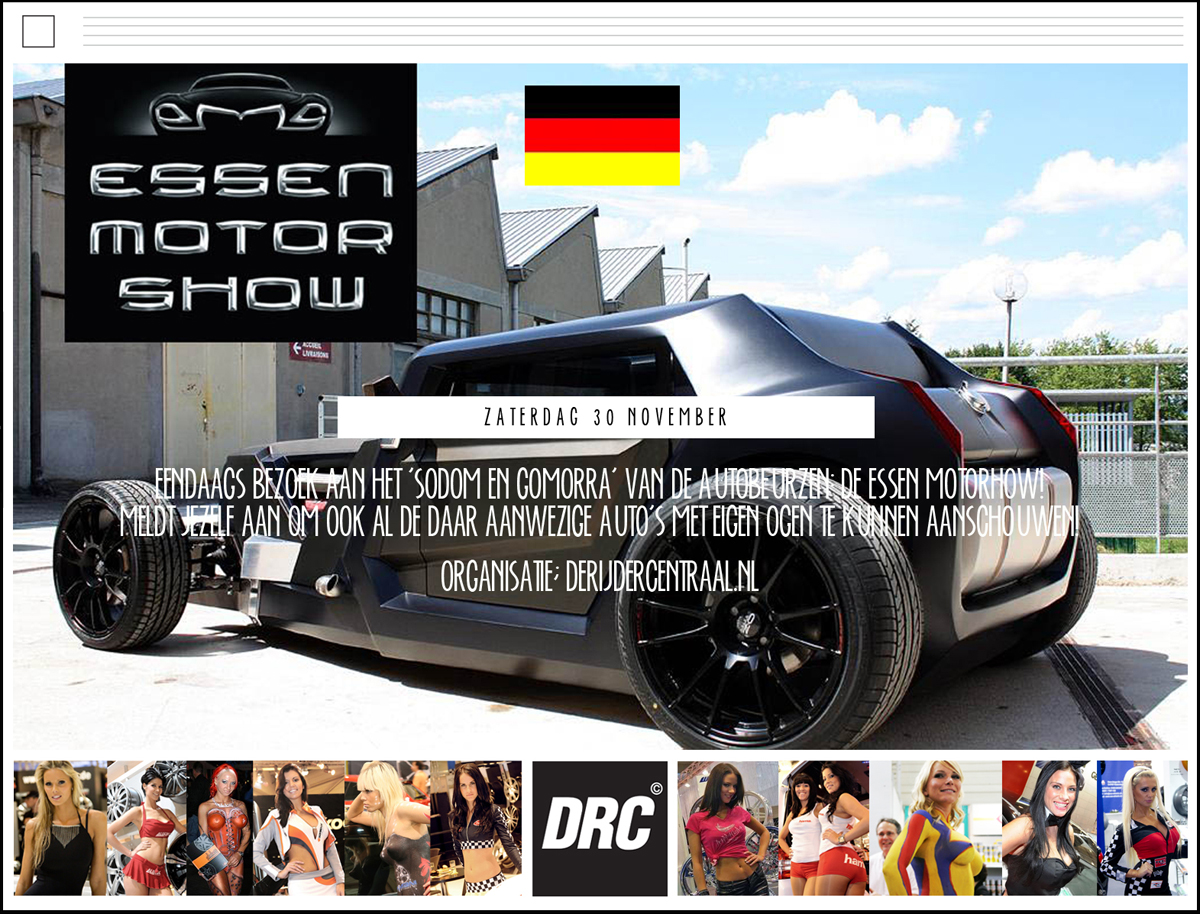 ESSEN
MOTOR
SHOW
ACCUEIL
LIVRAISONS
ZATERDAG 30 NOVEMBER
EENDAAGS BEZOEK AAN HET 'SODOM EN GOMORRA' VAN DE AUTOBEURZEN: DE ESSEN MOTORHOW!
MELDT JEZELF AAN OM OOK AL DE DAAR AANWEZIGE AUTO'S MET EIGEN OGEN TE KUNNEN AANSCHOUWEN!
ORGANISATIE; DERIJDERCENTRAAL.NL
DRC©